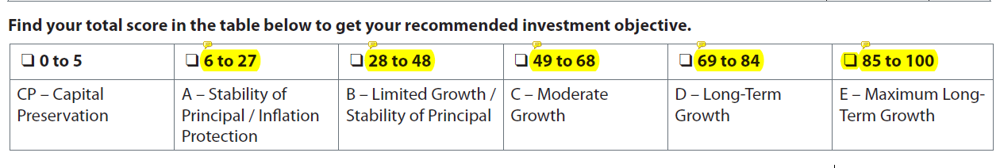 Find your total score in the table below to get your recommended investment objective.
❏ 0 to 5
❏ 6 to 27
❏ 28 to 48
❏ 49 to 68
❏ 69 to 84
❏ 85 to 100
CP – Capital
Preservation
A – Stability of
Principal / Inflation
Protection
B – Limited Growth /
Stability of Principal
C – Moderate
Growth
D – Long-Term
Growth
E – Maximum Long-
Term Growth